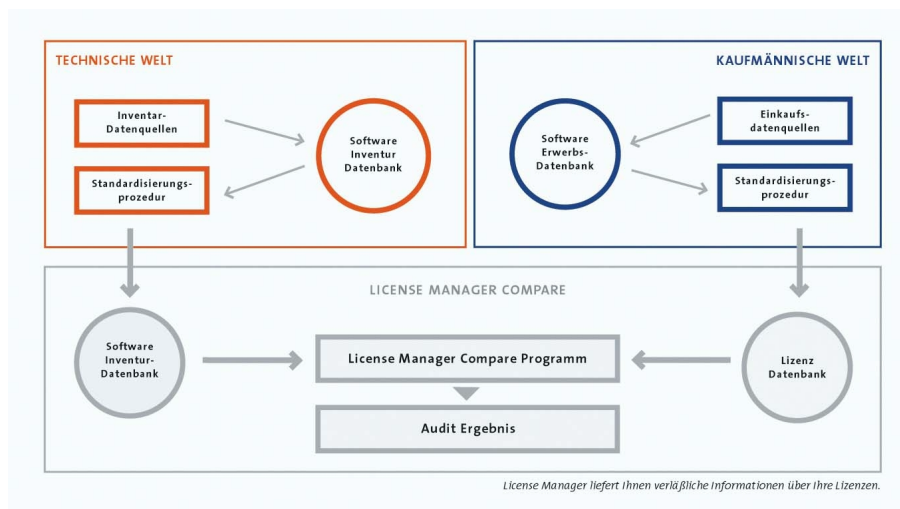 TECHNISCHE WELT
Inventar-
Datenquellen
Software
Inventur
Datenbank
Standardisierungs-
prozedur
KAUFMÄNNISCHE WELT
Software
Erwerbs-
Datenbank
Einkaufs-
datenquellen
Standardisierungs-
prozedur
LICENSE MANAGER COMPARE
Software
Inventur-
Datenbank
License Manager Compare Programm
Lizenz
Datenbank
Audit Ergebnis
License Manager liefert Ihnen verläßliche Informationen über Ihre Lizenzen.